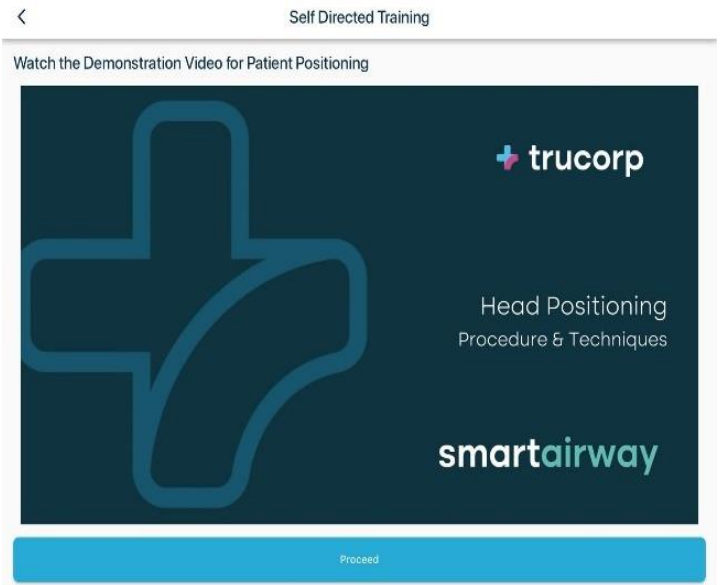 Self Directed Training
Watch the Demonstration Video for Patient Positioning
trucorp
Head Positioning
Procedure & Techniques
smartairway
Proceed